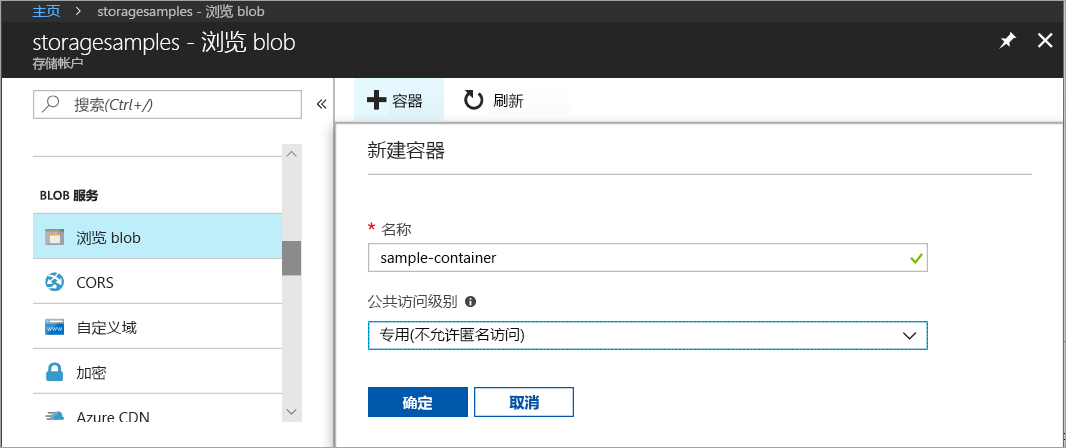 主页 > storagesamples - 浏览 blob
storagesamples - 浏览 blob
存储帐户
搜索(Ctrl+/)
BLOB 服务
浏览 blob
CORS
自定义域
加密
Azure CDN
容器 刷新
新建容器
* 名称
sample-container
公共访问级别
专用(不允许匿名访问)
确定 取消